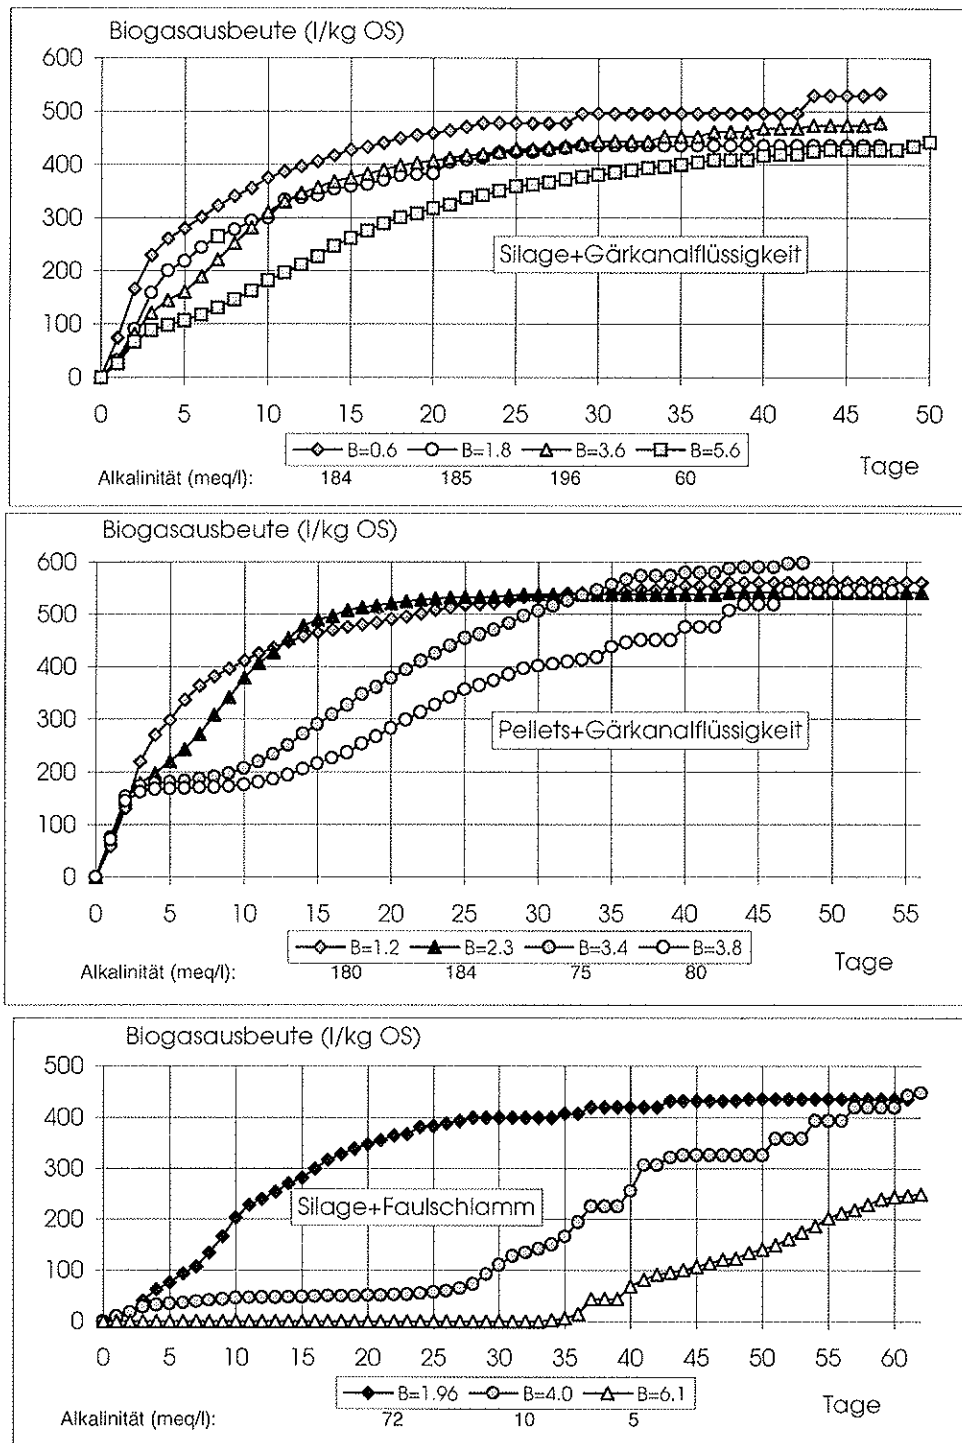 Biogasausbeute (l/kg OS)
600
500
400
300
200
100
0
Silage+Gärkanalflüssigkeit
0 5 10 15 20 25 30 35 40 45 50
B=0.6 B=1.8 B=3.6 B=5.6
Tage
Alkalinität (meq/l): 184 185 196 60
Biogasausbeute (l/kg OS)
600
500
400
300
200
100
0
Pellets+Gärkanalflüssigkeit
0 5 10 15 20 25 30 35 40 45 50 55
B=1.2 B=2.3 B=3.4 B=3.8
Tage
Alkalinität (meq/l): 180 184 75 80
Biogasausbeute (l/kg OS)
500
400
300
200
100
0
Silage+Faulschlamm
0 5 10 15 20 25 30 35 40 45 50 55 60
B=1.96 B=4.0 B=6.1
Tage
Alkalinität (meq/l): 72 10 5